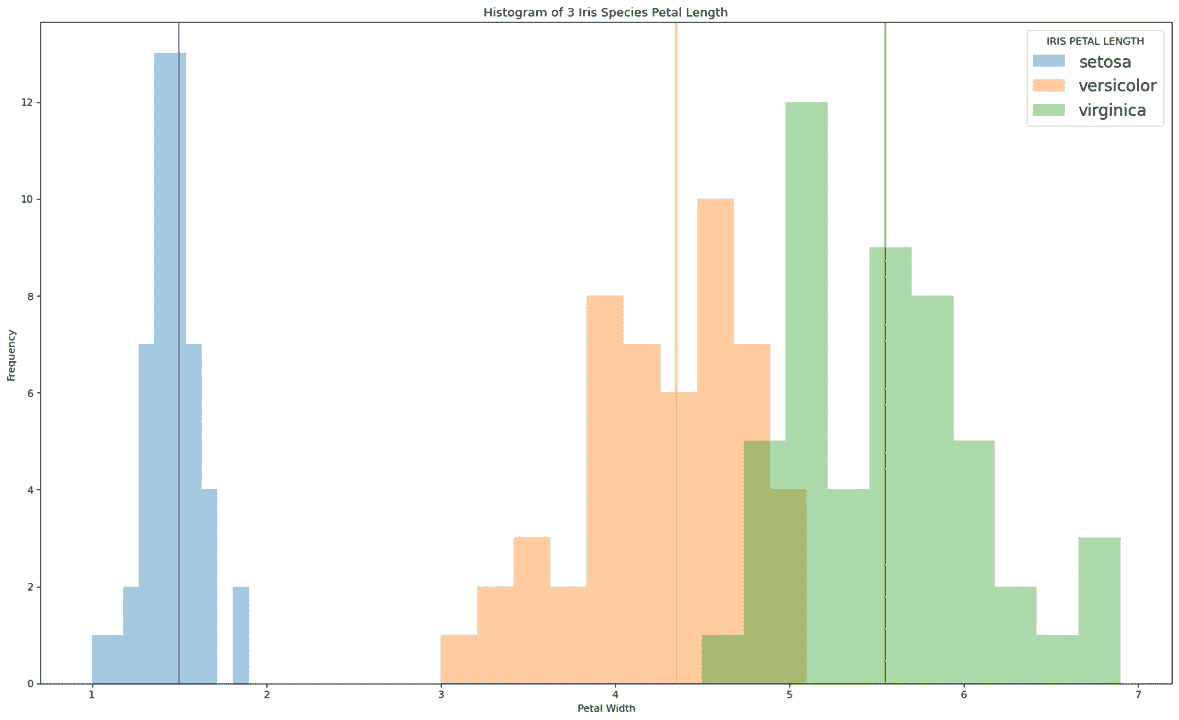 Histogram of 3 Iris Species Petal Length
IRIS PETAL LENGTH
setosa
versicolor
virginica
Frequency
12
10
8
6
4
2
0
1 2 3 4 5 6 7
Petal Width